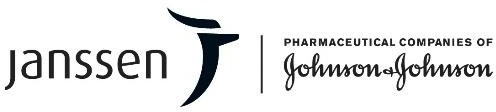 Janssen
PHARMACEUTICAL COMPANIES OF
Johnson & Johnson